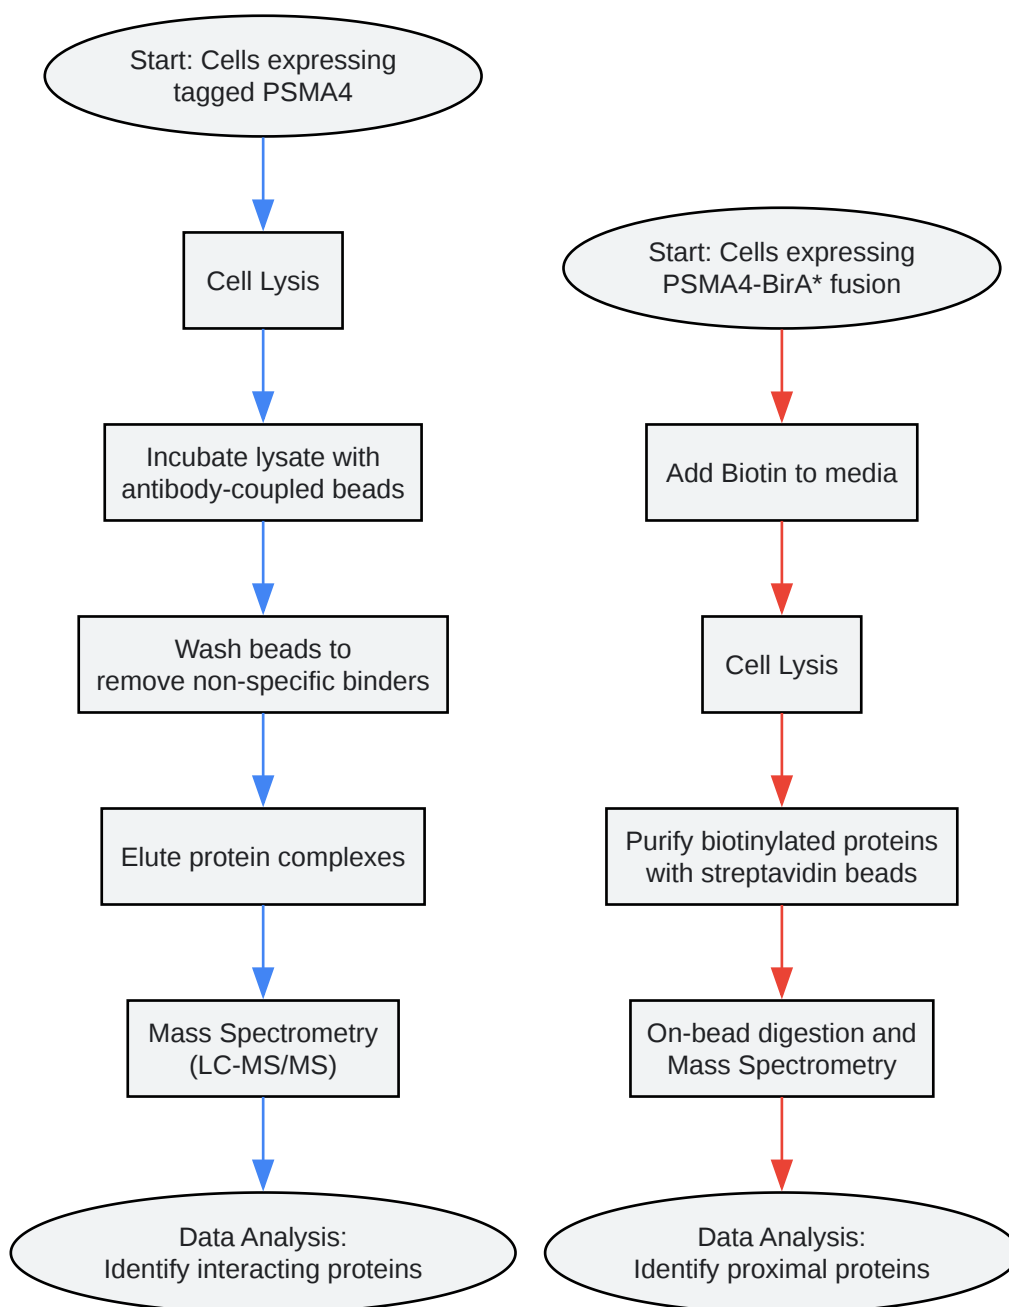 Start: Cells expressing
tagged PSMA4
Cell Lysis
Incubate lysate with
antibody-coupled beads
Wash beads to
remove non-specific binders
Elute protein complexes
Mass Spectrometry
(LC-MS/MS)
Data Analysis:
Identify interacting proteins
Start: Cells expressing
PSMA4-BirA* fusion
Add Biotin to media
Cell Lysis
Purify biotinylated proteins
with streptavidin beads
On-bead digestion and
Mass Spectrometry
Data Analysis:
Identify proximal proteins